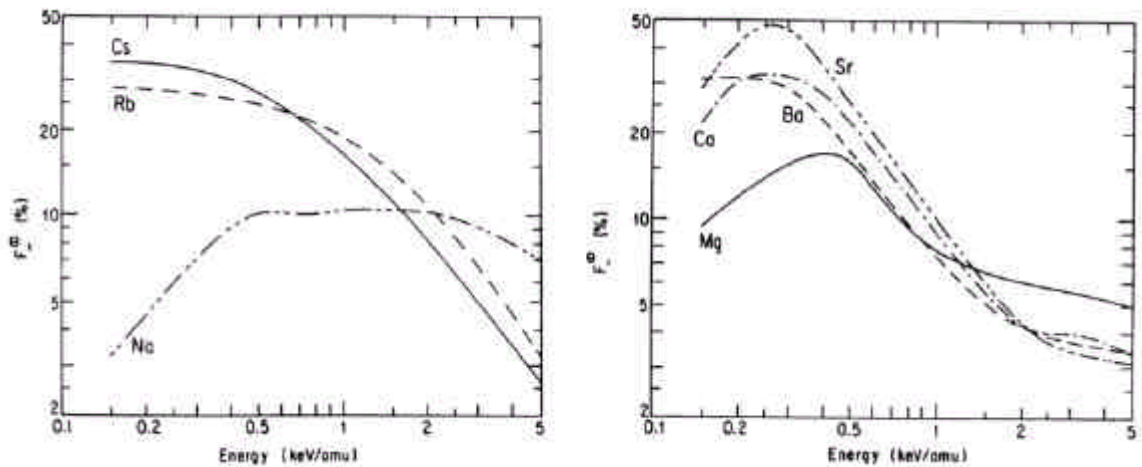 50
20
10
5
2
F_^∞ (%)
Cs
Rb
Na
0.1 0.2 0.5 1 2 5
Energy (keV/amu)
50
20
10
5
2
F_^∞ (%)
Sr
Ba
Ca
Mg
0.1 0.2 0.5 1 2 5
Energy (keV/amu)